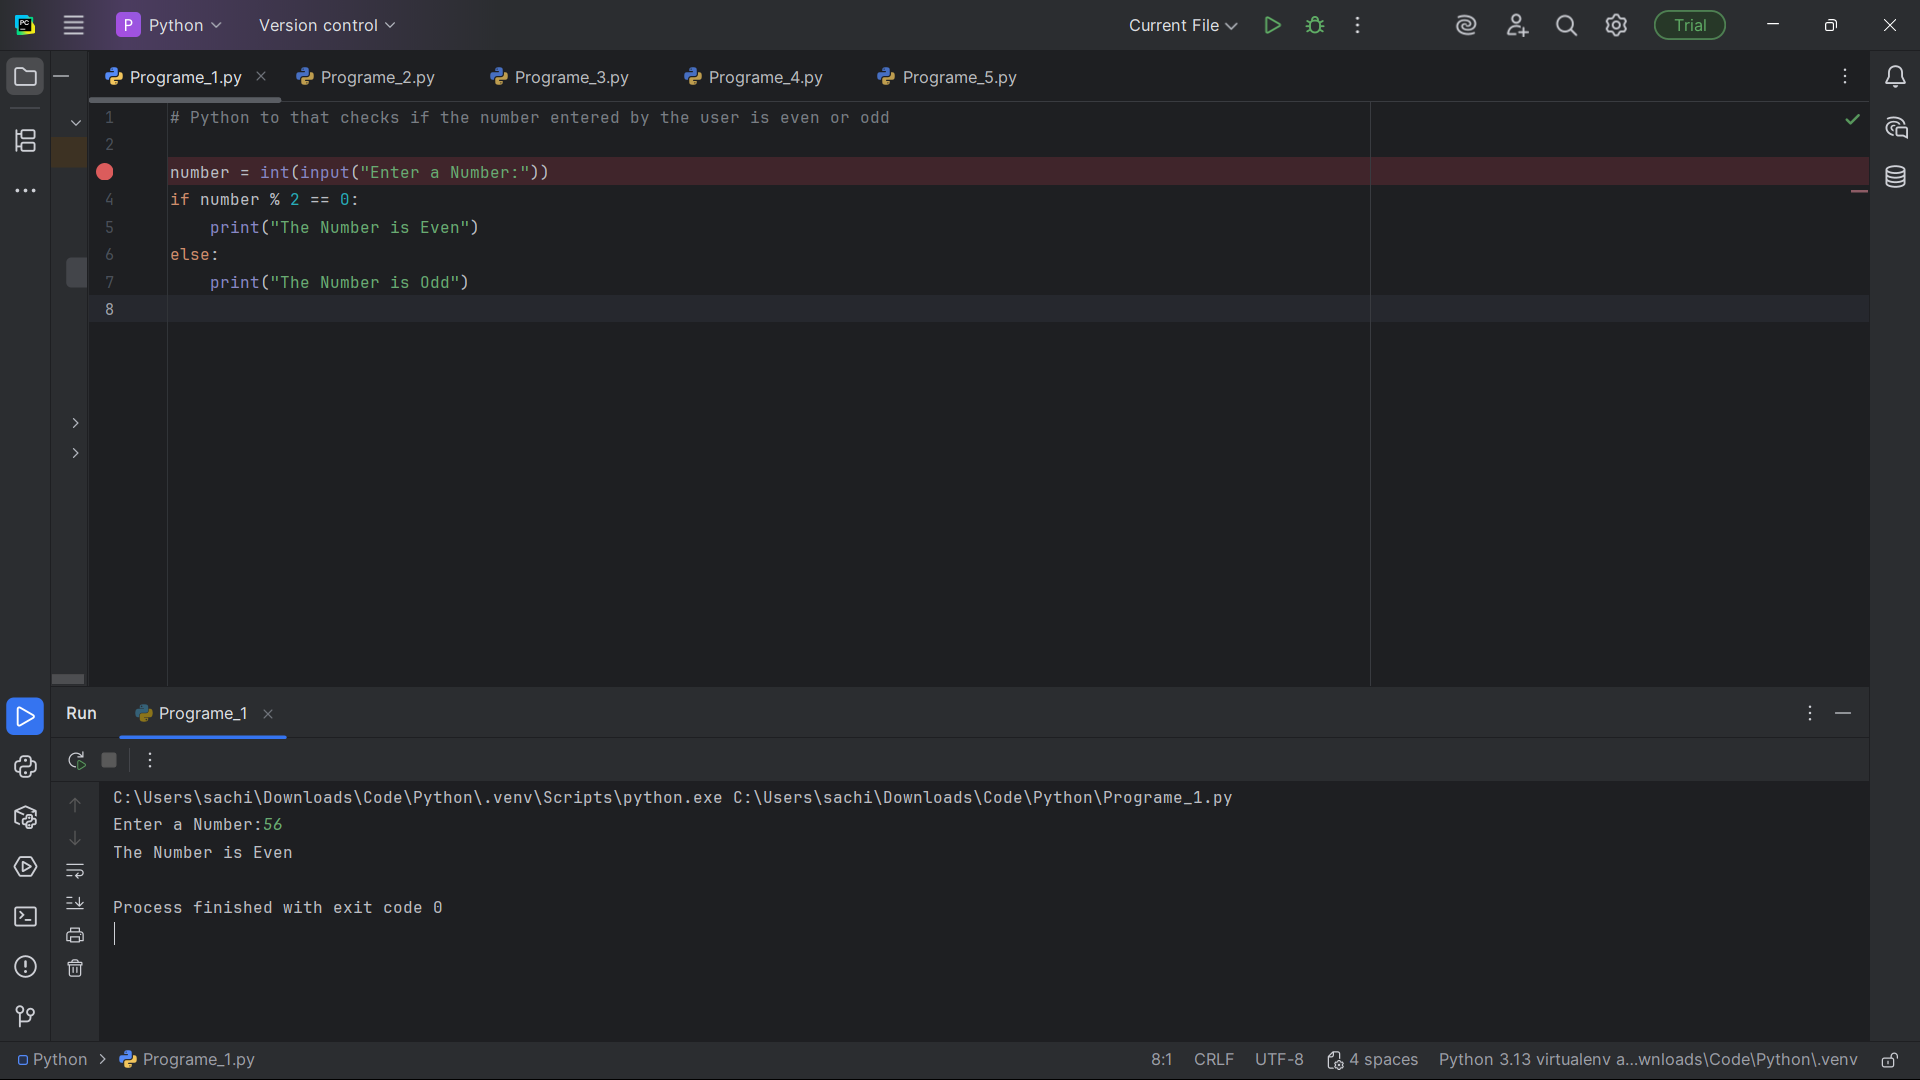 PC P Python Version control Current File Trial
Programe_1.py Programe_2.py Programe_3.py Programe_4.py Programe_5.py
1 # Python to that checks if the number entered by the user is even or odd
2
number = int(input("Enter a Number:"))
4 if number % 2 == 0:
5 print("The Number is Even")
6 else:
7 print("The Number is Odd")
8
Run Programe_1
C:\Users\sachi\Downloads\Code\Python\.venv\Scripts\python.exe C:\Users\sachi\Downloads\Code\Python\Programe_1.py
Enter a Number:56
The Number is Even
Process finished with exit code 0
Python > Programe_1.py 8:1 CRLF UTF-8 4 spaces Python 3.13 virtualenv a...wnloads\Code\Python\.venv